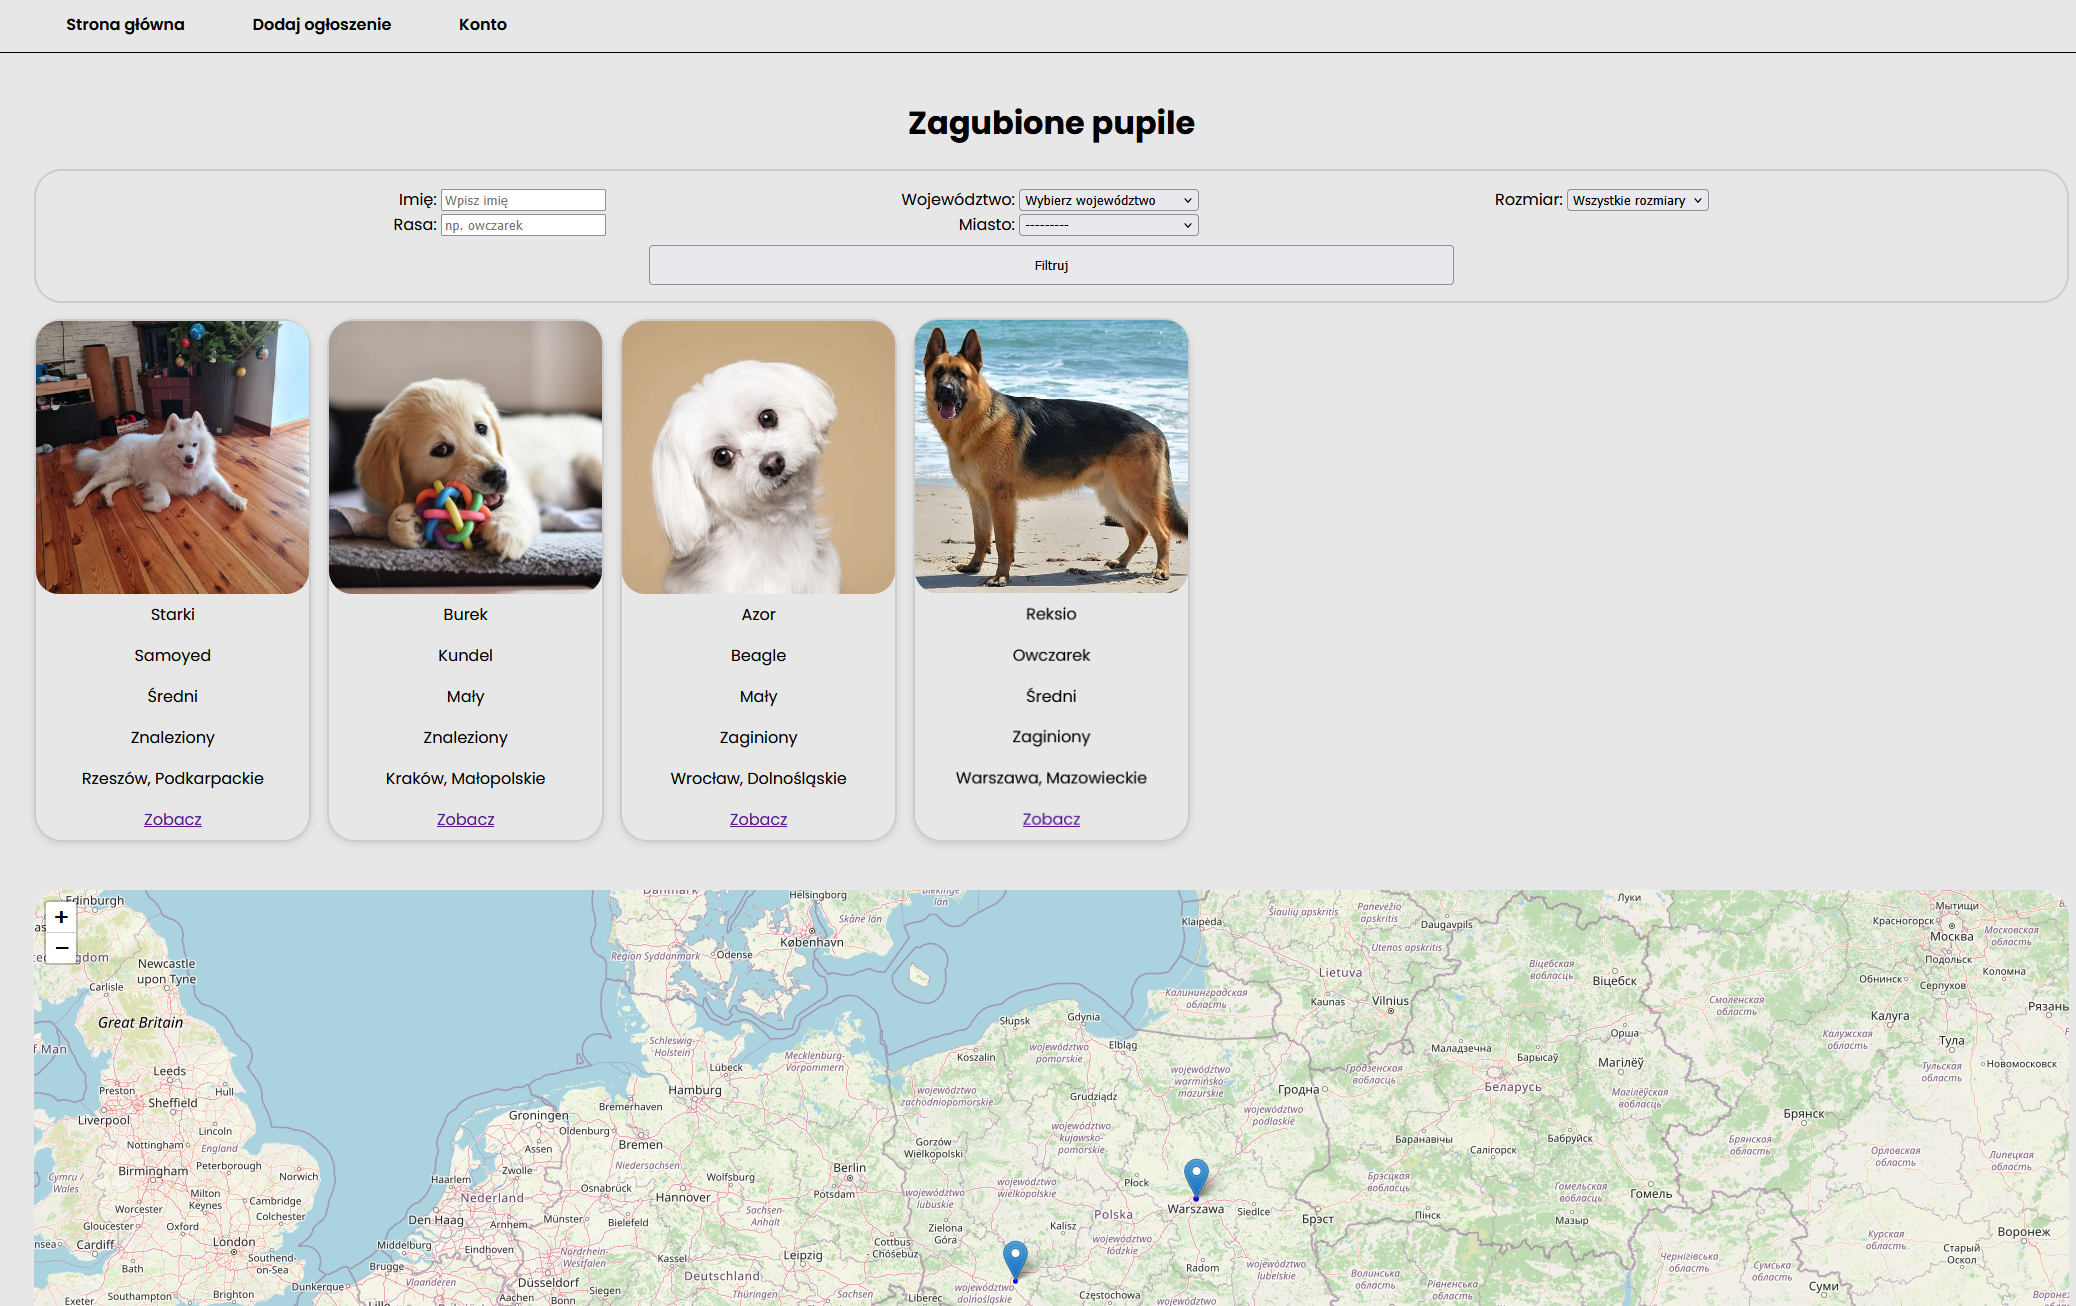 Strona główna Dodaj ogłoszenie Konto
Zagubione pupile
Imię: Wpisz imię Województwo: Wybierz województwo Rozmiar: Wszystkie rozmiary
Rasa: np. owczarek Miasto: ---------
Filtruj
Starki Burek Azor Reksio
Samoyed Kundel Beagle Owczarek
Średni Mały Mały Średni
Znaleziony Znaleziony Zaginiony Zaginiony
Rzeszów, Podkarpackie Kraków, Małopolskie Wrocław, Dolnośląskie Warszawa, Mazowieckie
Zobacz Zobacz Zobacz Zobacz
+
−
Edinburgh
Newcastle
upon Tyne
Carlisle
Great Britain
f Man
Leeds
Preston
Hull
Sheffield
Liverpool
Lincoln
Nottingham
England
Birmingham
Peterborough
Norwich
Cymru /
Wales
Milton
Keynes
Cambridge
Worcester
Colchester
Gloucester
Oxford
nsea
Cardiff
London
Southend-
on-Sea
Bath
Exeter
Southampton
Brighton
Dunkerque
Helsingborg
Skåne län
København
Odense
Region Syddanmark
Schleswig-
Holstein
Lübeck
Mecklenburg-
Vorpommern
Hamburg
Bremerhaven
Groningen
Oldenburg
Assen
Bremen
Zwolle
Niedersachsen
Haarlem
Nederland
Osnabrück
Wolfsburg
Hannover
Berlin
Potsdam
Den Haag
Arnhem
Münster
Bielefeld
Sachsen-
Anhalt
Middelburg
Eindhoven
Nordrhein-
Westfalen
Kassel
Leipzig
Cottbus -
Chóśebuz
Brugge
Vlaanderen
Düsseldorf
Deutschland
Aachen
Bonn
Siegen
Thüringen
Sachsen
Liberec
Lille
Klaipėda
Šiaulių apskritis
Panevėžio
apskritis
Daugavpils
Utenos apskritis
Lietuva
Kaunas
Vilnius
Калининградская
область
Słupsk
Gdynia
Koszalin
województwo
pomorskie
Elbląg
województwo
zachodniopomorskie
Grudziądz
województwo
warmińsko-
mazurskie
Гродна
Гродзенская
вобласць
województwo
podlaskie
województwo
kujawsko-
pomorskie
Gorzów
Wielkopolski
Płock
województwo
wielkopolskie
województwo
lubuskie
Polska
Warszawa
Siedlce
Zielona
Góra
Kalisz
województwo
łódzkie
Radom
województwo
lubelskie
województwo
dolnośląskie
Częstochowa
województwo
Луки
Віцебская
вобласць
Віцебск
Смоленская
область
Орша
Маладзечна
Барысаў
Магілёў
Беларусь
Магілёўская
вобласць
Баранавічы
Салігорск
Бабруйск
Брэсцкая
вобласць
Гомельская
вобласць
Гомель
Брэст
Пінск
Мазыр
Волинська
область
Рівненська
область
Чернігівська
область
Сумська
область
Суми
Мытищи
Красногорск
Москва
Московская
область
Подольск
Коломна
Обнинск
Серпухов
Рязань
Калуга
Калужская
область
Тула
Новомосковск
Тульская
область
Брянск
Брянская
область
Орловская
область
Липецкая
область
Воронеж
Курская
область
Старый
Оскол